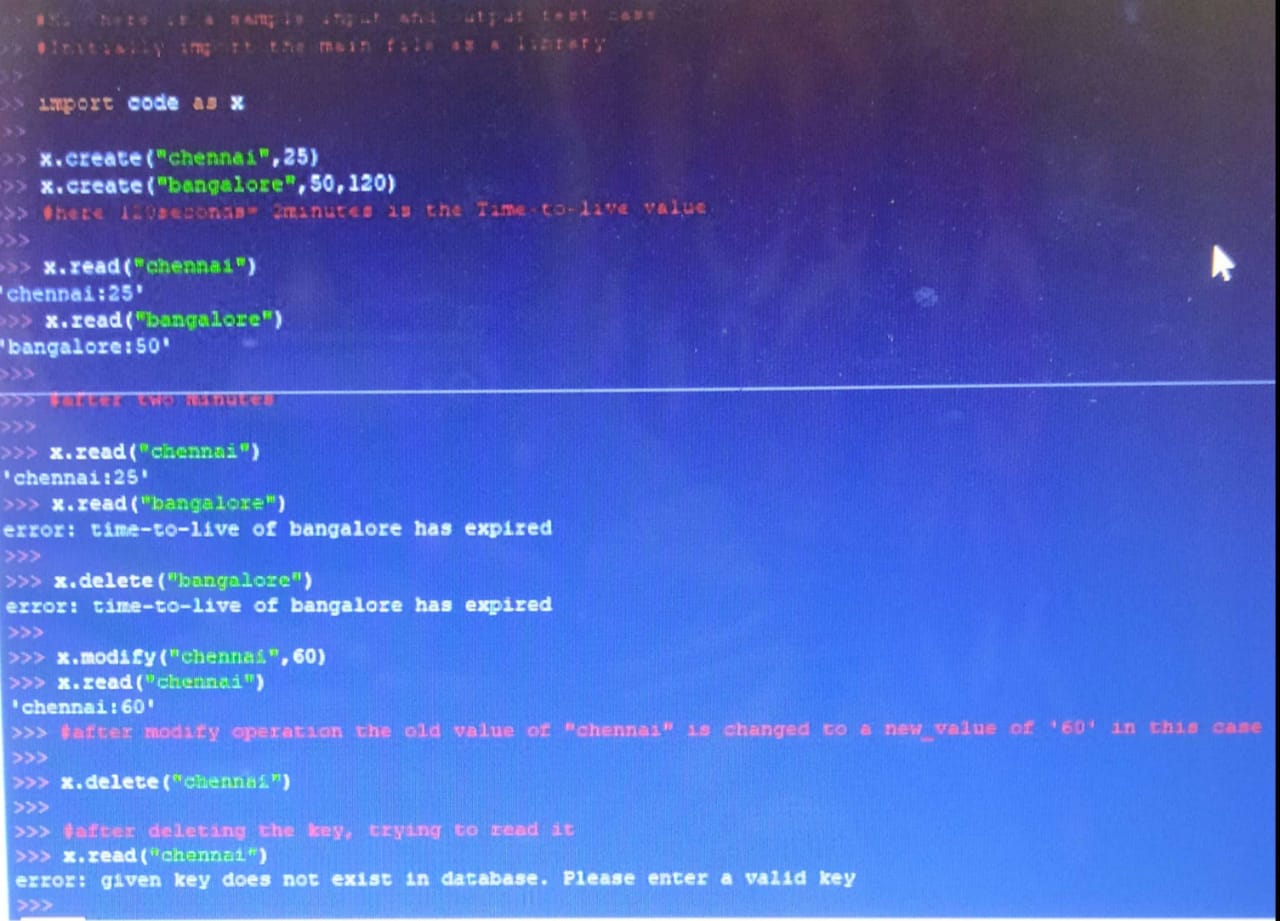 >> #Hi here is a sample input and output test case
>> #initially import the main file as a library
>>
>> import code as x
>>
>>> x.create("chennai",25)
>>> x.create("bangalore",50,120)
>>> #here 120seconds= 2minutes is the Time-to-live value
>>>
>>> x.read("chennai")
'chennai:25'
>>> x.read("bangalore")
'bangalore:50'
>>>
>>> #after two minutes
>>>
>>> x.read("chennai")
'chennai:25'
>>> x.read("bangalore")
error: time-to-live of bangalore has expired
>>>
>>> x.delete("bangalore")
error: time-to-live of bangalore has expired
>>>
>>> x.modify("chennai",60)
>>> x.read("chennai")
'chennai:60'
>>> #after modify operation the old value of "chennai" is changed to a new_value of '60' in this case
>>>
>>> x.delete("chennai")
>>>
>>> #after deleting the key, trying to read it
>>> x.read("chennai")
error: given key does not exist in database. Please enter a valid key
>>>